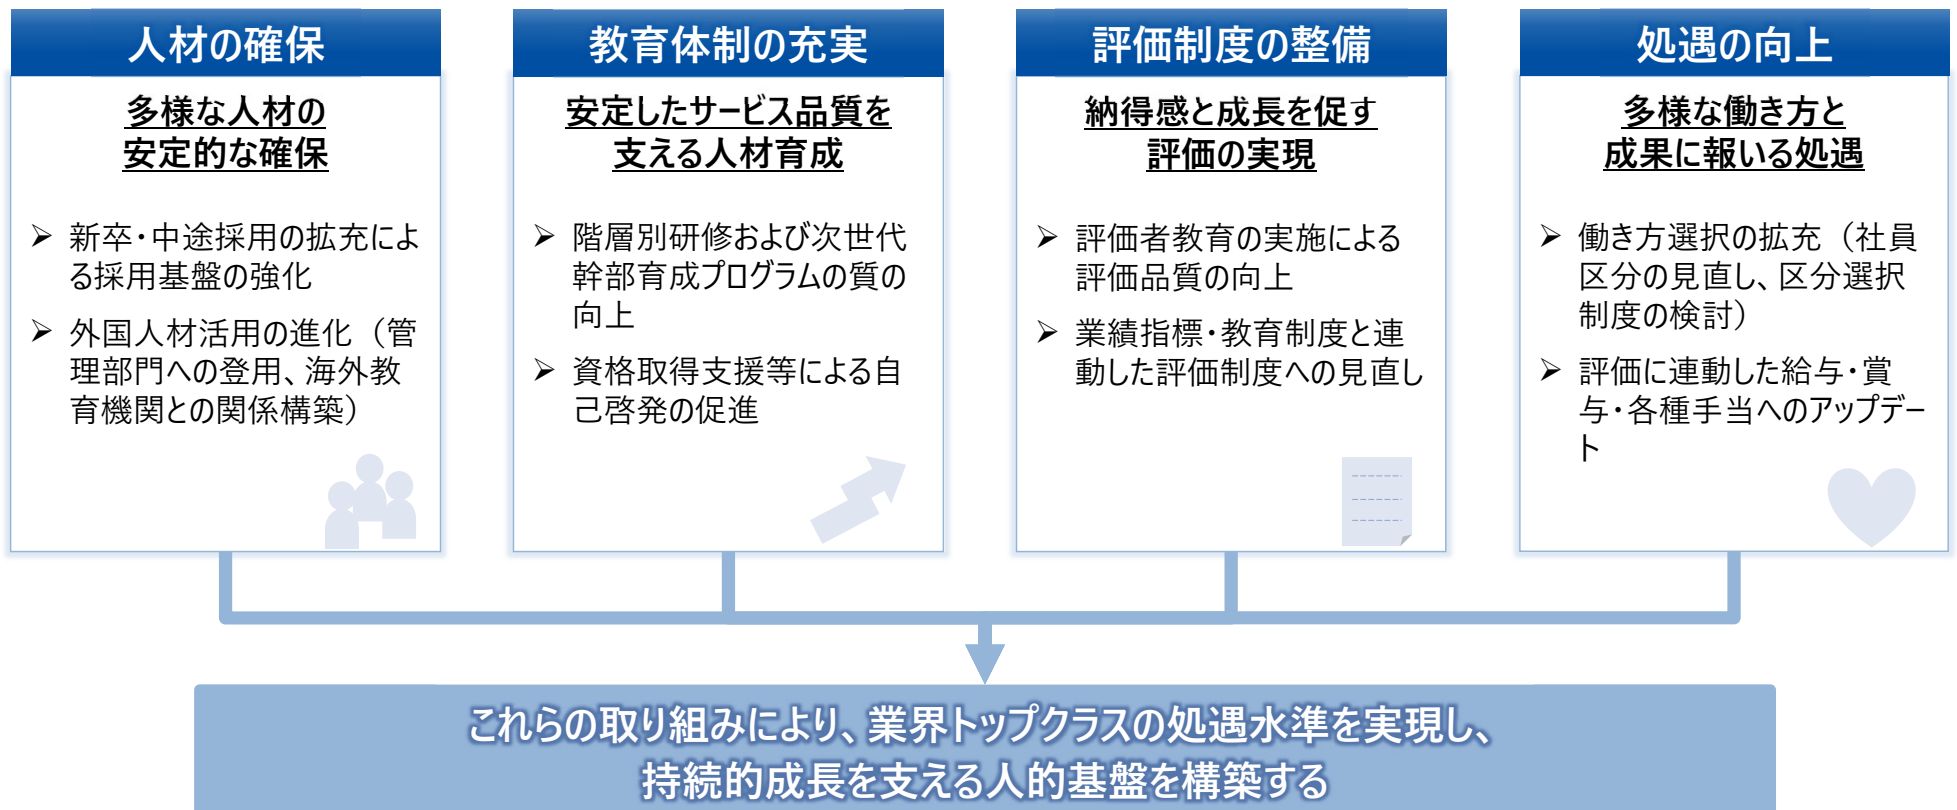 人材の確保
多様な人材の
安定的な確保
➢ 新卒・中途採用の拡充によ
る採用基盤の強化
➢ 外国人材活用の進化（管
理部門への登用、海外教
育機関との関係構築）
教育体制の充実
安定したサービス品質を
支える人材育成
➢ 階層別研修および次世代
幹部育成プログラムの質の
向上
➢ 資格取得支援等による自
己啓発の促進
評価制度の整備
納得感と成長を促す
評価の実現
➢ 評価者教育の実施による
評価品質の向上
➢ 業績指標・教育制度と連
動した評価制度への見直し
処遇の向上
多様な働き方と
成果に報いる処遇
➢ 働き方選択の拡充（社員
区分の見直し、区分選択
制度の検討）
➢ 評価に連動した給与・賞
与・各種手当へのアップデー
ト
これらの取り組みにより、業界トップクラスの処遇水準を実現し、
持続的成長を支える人的基盤を構築する